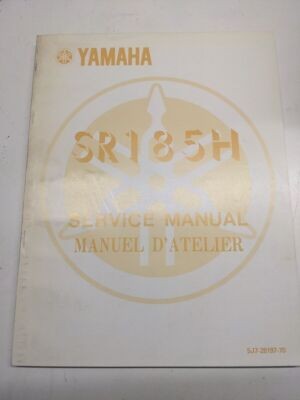 YAMAHA
SR185H
SERVICE MANUAL
MANUEL D'ATELIER
5J7-28197-70